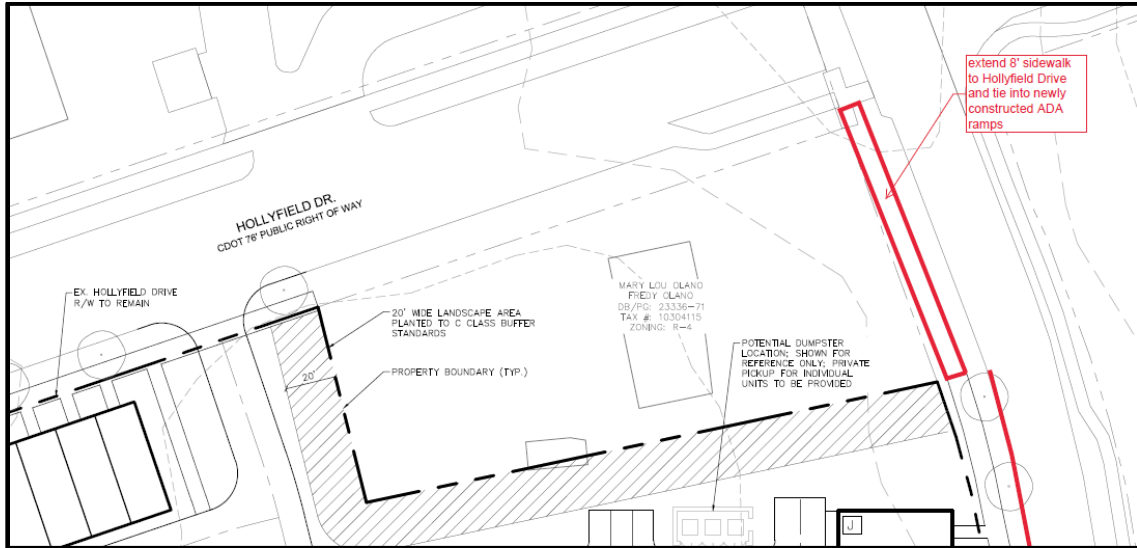 extend 8' sidewalk
to Hollyfield Drive
and tie into newly
constructed ADA
ramps
HOLLYFIELD DR.
CDOT 76' PUBLIC RIGHT OF WAY
EX. HOLLYFIELD DRIVE
R/W TO REMAIN
20' WIDE LANDSCAPE AREA
PLANTED TO C CLASS BUFFER
STANDARDS
PROPERTY BOUNDARY (TYP.)
20'
MARY LOU OLANO
FREDY OLANO
DB/PG: 23336-71
TAX #: 10304115
ZONING: R-4
POTENTIAL DUMPSTER
LOCATION; SHOWN FOR
REFERENCE ONLY; PRIVATE
PICKUP FOR INDIVIDUAL
UNITS TO BE PROVIDED
J